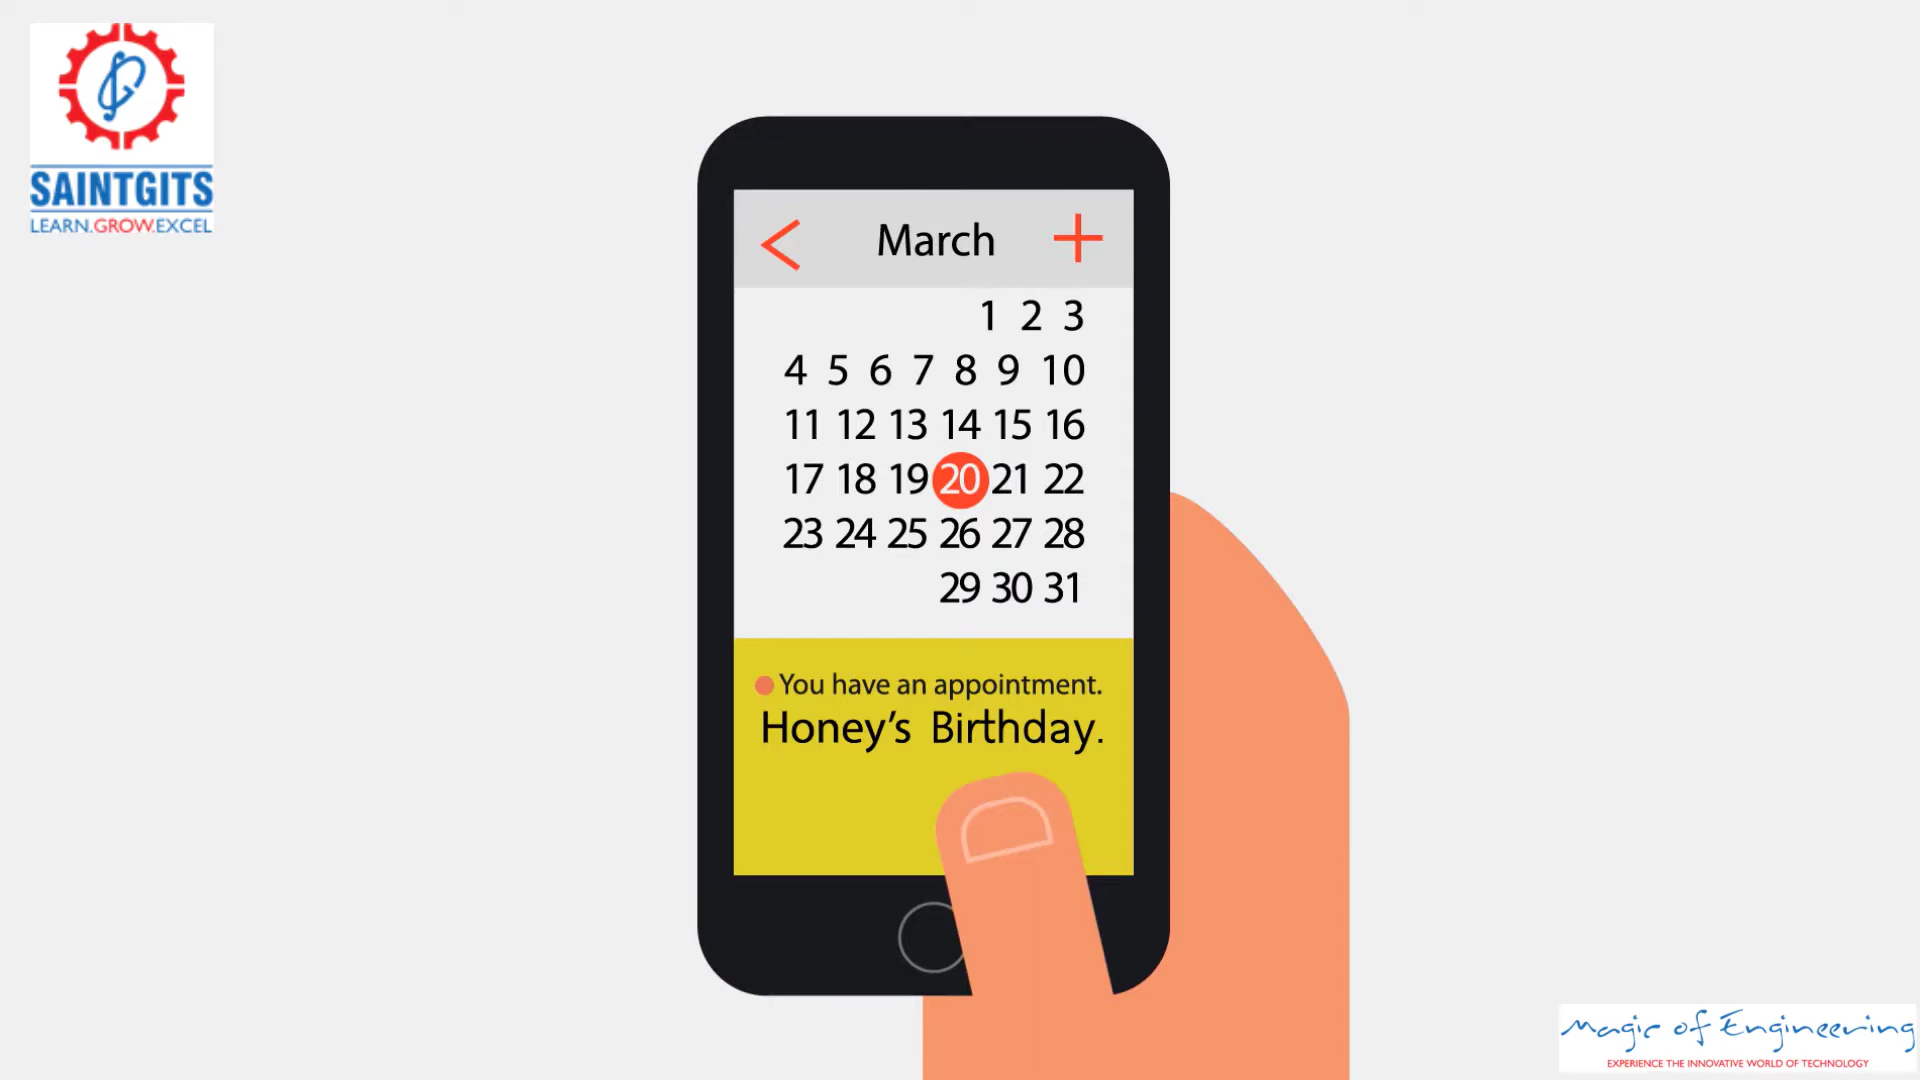 SAINTGITS
LEARN.GROW.EXCEL
March
1 2 3
4 5 6 7 8 9 10
11 12 13 14 15 16
17 18 19 20 21 22
23 24 25 26 27 28
29 30 31
You have an appointment.
Honey's Birthday.
Magic of Engineering
EXPERIENCE THE INNOVATIVE WORLD OF TECHNOLOGY